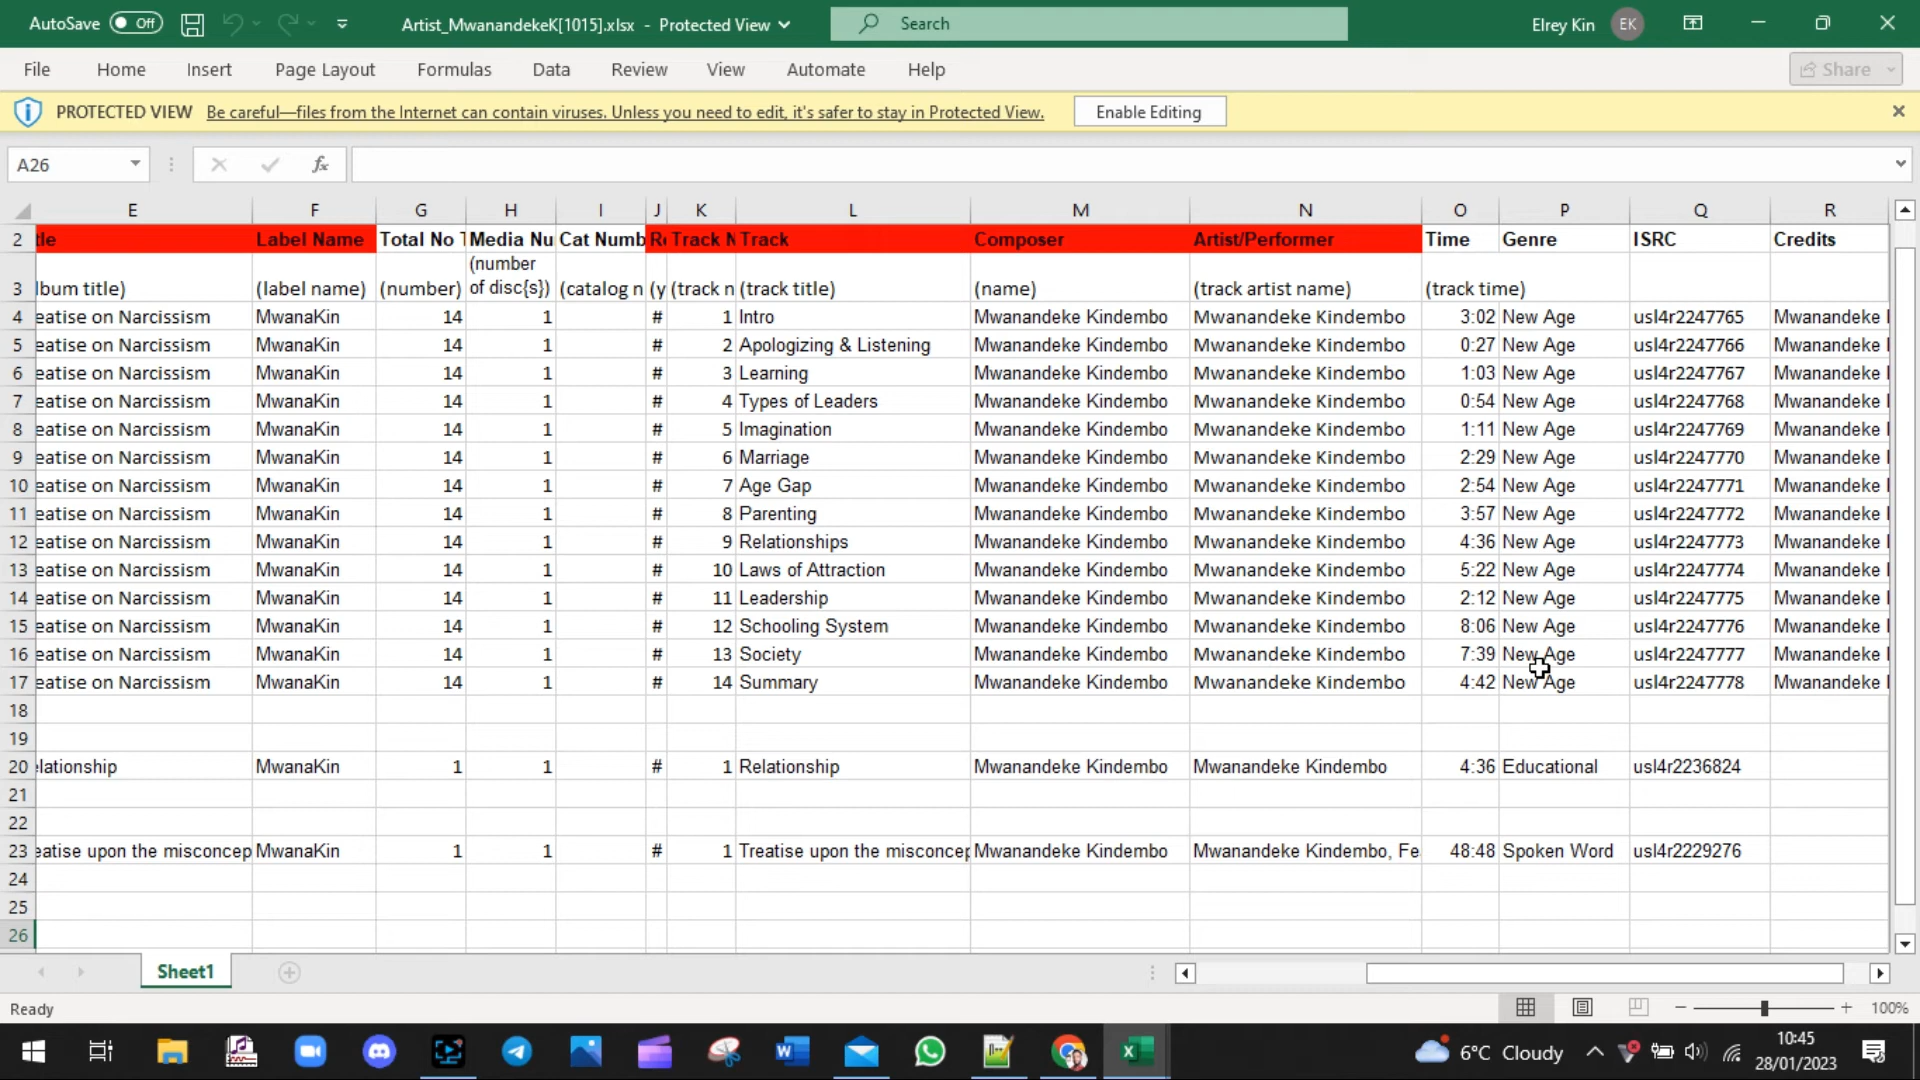 AutoSave Off Artist_MwanandekeK[1015].xlsx - Protected View Search Elrey Kin EK
File Home Insert Page Layout Formulas Data Review View Automate Help Share
PROTECTED VIEW Be careful—files from the Internet can contain viruses. Unless you need to edit, it's safer to stay in Protected View. Enable Editing
A26 fx
E F G H I J K L M N O P Q R
2 tle Label Name Total No T Media Nu Cat Numb Re Track N Track Composer Artist/Performer Time Genre ISRC Credits
3 lbum title) (label name) (number) (number of disc{s}) (catalog n (y (track n (track title) (name) (track artist name) (track time)
4 eatise on Narcissism MwanaKin 14 1 # 1 Intro Mwanandeke Kindembo Mwanandeke Kindembo 3:02 New Age usl4r2247765 Mwanandeke
5 eatise on Narcissism MwanaKin 14 1 # 2 Apologizing & Listening Mwanandeke Kindembo Mwanandeke Kindembo 0:27 New Age usl4r2247766 Mwanandeke
6 eatise on Narcissism MwanaKin 14 1 # 3 Learning Mwanandeke Kindembo Mwanandeke Kindembo 1:03 New Age usl4r2247767 Mwanandeke
7 eatise on Narcissism MwanaKin 14 1 # 4 Types of Leaders Mwanandeke Kindembo Mwanandeke Kindembo 0:54 New Age usl4r2247768 Mwanandeke
8 eatise on Narcissism MwanaKin 14 1 # 5 Imagination Mwanandeke Kindembo Mwanandeke Kindembo 1:11 New Age usl4r2247769 Mwanandeke
9 eatise on Narcissism MwanaKin 14 1 # 6 Marriage Mwanandeke Kindembo Mwanandeke Kindembo 2:29 New Age usl4r2247770 Mwanandeke
10 eatise on Narcissism MwanaKin 14 1 # 7 Age Gap Mwanandeke Kindembo Mwanandeke Kindembo 2:54 New Age usl4r2247771 Mwanandeke
11 eatise on Narcissism MwanaKin 14 1 # 8 Parenting Mwanandeke Kindembo Mwanandeke Kindembo 3:57 New Age usl4r2247772 Mwanandeke
12 eatise on Narcissism MwanaKin 14 1 # 9 Relationships Mwanandeke Kindembo Mwanandeke Kindembo 4:36 New Age usl4r2247773 Mwanandeke
13 eatise on Narcissism MwanaKin 14 1 # 10 Laws of Attraction Mwanandeke Kindembo Mwanandeke Kindembo 5:22 New Age usl4r2247774 Mwanandeke
14 eatise on Narcissism MwanaKin 14 1 # 11 Leadership Mwanandeke Kindembo Mwanandeke Kindembo 2:12 New Age usl4r2247775 Mwanandeke
15 eatise on Narcissism MwanaKin 14 1 # 12 Schooling System Mwanandeke Kindembo Mwanandeke Kindembo 8:06 New Age usl4r2247776 Mwanandeke
16 eatise on Narcissism MwanaKin 14 1 # 13 Society Mwanandeke Kindembo Mwanandeke Kindembo 7:39 New Age usl4r2247777 Mwanandeke
17 eatise on Narcissism MwanaKin 14 1 # 14 Summary Mwanandeke Kindembo Mwanandeke Kindembo 4:42 New Age usl4r2247778 Mwanandeke
18
19
20 elationship MwanaKin 1 1 # 1 Relationship Mwanandeke Kindembo Mwanandeke Kindembo 4:36 Educational usl4r2236824
21
22
23 eatise upon the misconcep MwanaKin 1 1 # 1 Treatise upon the misconcep Mwanandeke Kindembo Mwanandeke Kindembo, Fe 48:48 Spoken Word usl4r2229276
24
25
26
Sheet1
Ready 100%
6°C Cloudy 10:45
28/01/2023